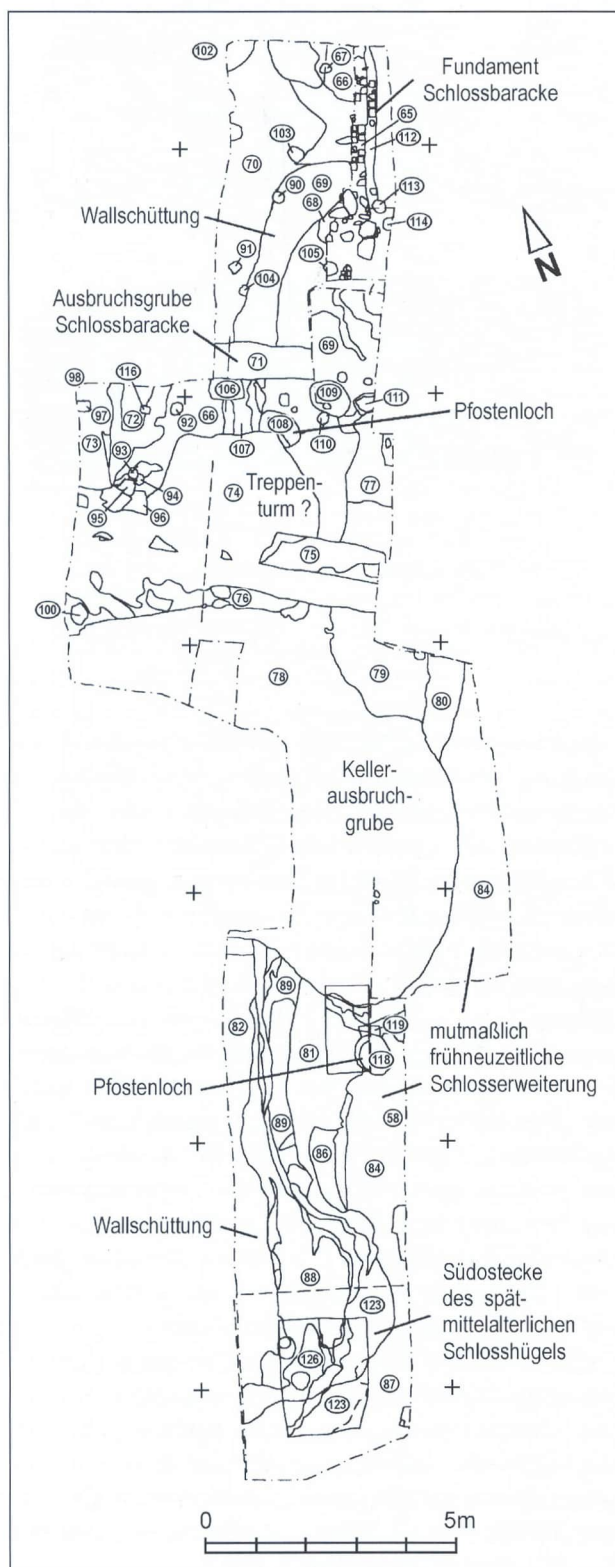 102
67
66
Fundament
Schlossbaracke
65
112
103
70
90
69
68
113
Wallschüttung
114
91
105
104
N
Ausbruchsgrube
Schlossbaracke
69
71
116
98
106
109
111
97
72
92
66
Pfostenloch
73
108
110
93
107
94
Treppen-
turm ?
74
77
95
96
75
76
100
78
79
80
Keller-
ausbruch-
grube
84
89
82
119
81
118
mutmaßlich
frühneuzeitliche
Schlosserweiterung
Pfostenloch
58
89
86
84
Wallschüttung
88
Südostecke
des spät-
mittelalterlichen
Schlosshügels
123
126
87
123
0
5m